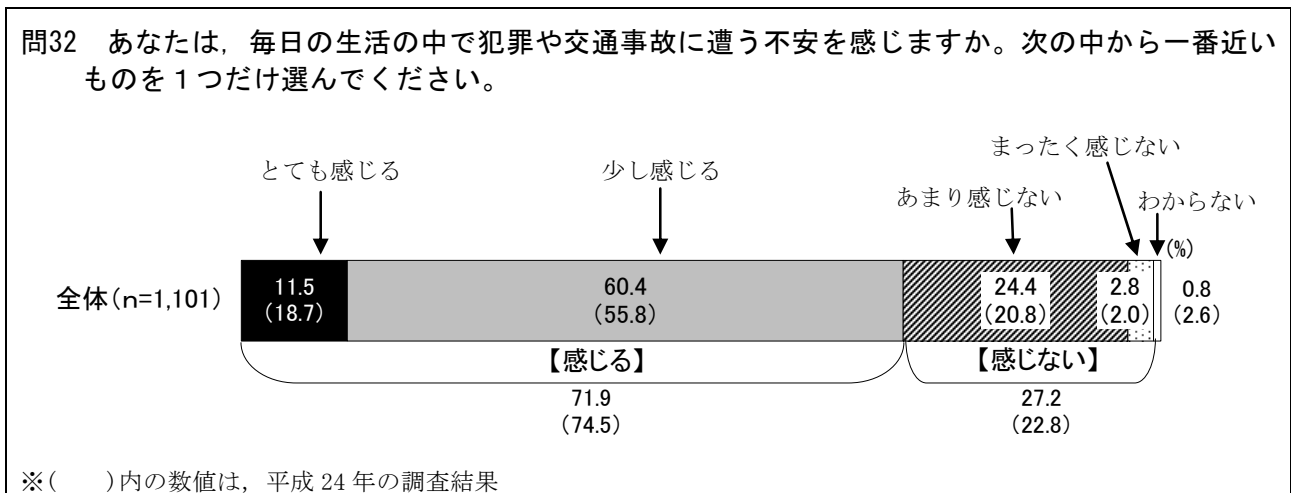 問32 あなたは，毎日の生活の中で犯罪や交通事故に遭う不安を感じますか。次の中から一番近い
ものを１つだけ選んでください。
まったく感じない
とても感じる
少し感じる
あまり感じない
わからない
(%)
全体(n=1,101)
11.5
(18.7)
60.4
(55.8)
24.4
(20.8)
2.8
(2.0)
0.8
(2.6)
【感じる】
71.9
(74.5)
【感じない】
27.2
(22.8)
※(　　)内の数値は，平成 24 年の調査結果